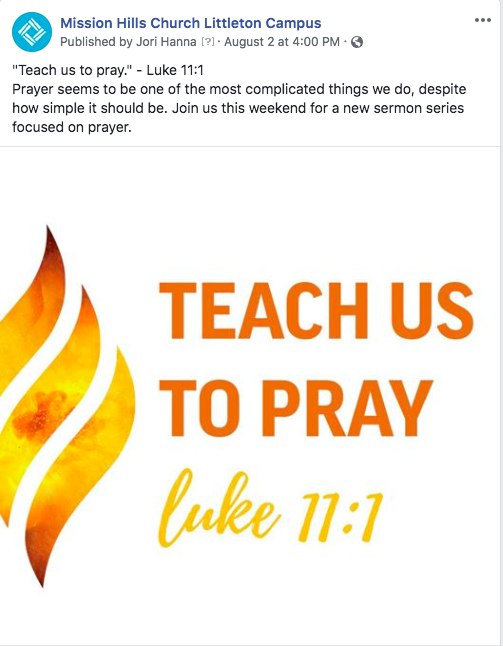 Mission Hills Church Littleton Campus
Published by Jori Hanna [?] · August 2 at 4:00 PM ·
"Teach us to pray." - Luke 11:1
Prayer seems to be one of the most complicated things we do, despite
how simple it should be. Join us this weekend for a new sermon series
focused on prayer.
TEACH US
TO PRAY
luke 11:1